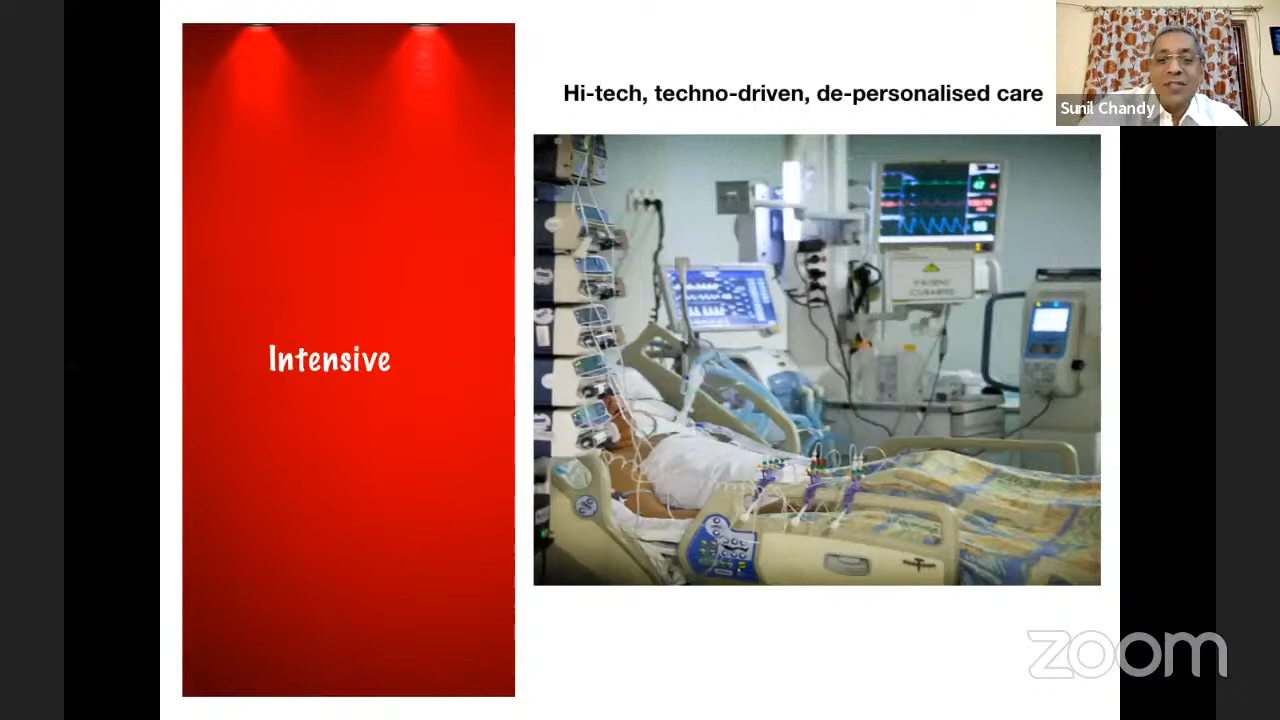 Intensive
Hi-tech, techno-driven, de-personalised care
Sunil Chandy
zoom